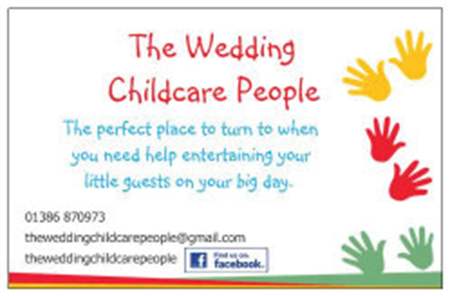 The Wedding
Childcare People
The perfect place to turn to when
you need help entertaining your
little guests on your big day.
01386 870973
theweddingchildcarepeople@gmail.com
theweddingchildcarepeople
Find us on
facebook.